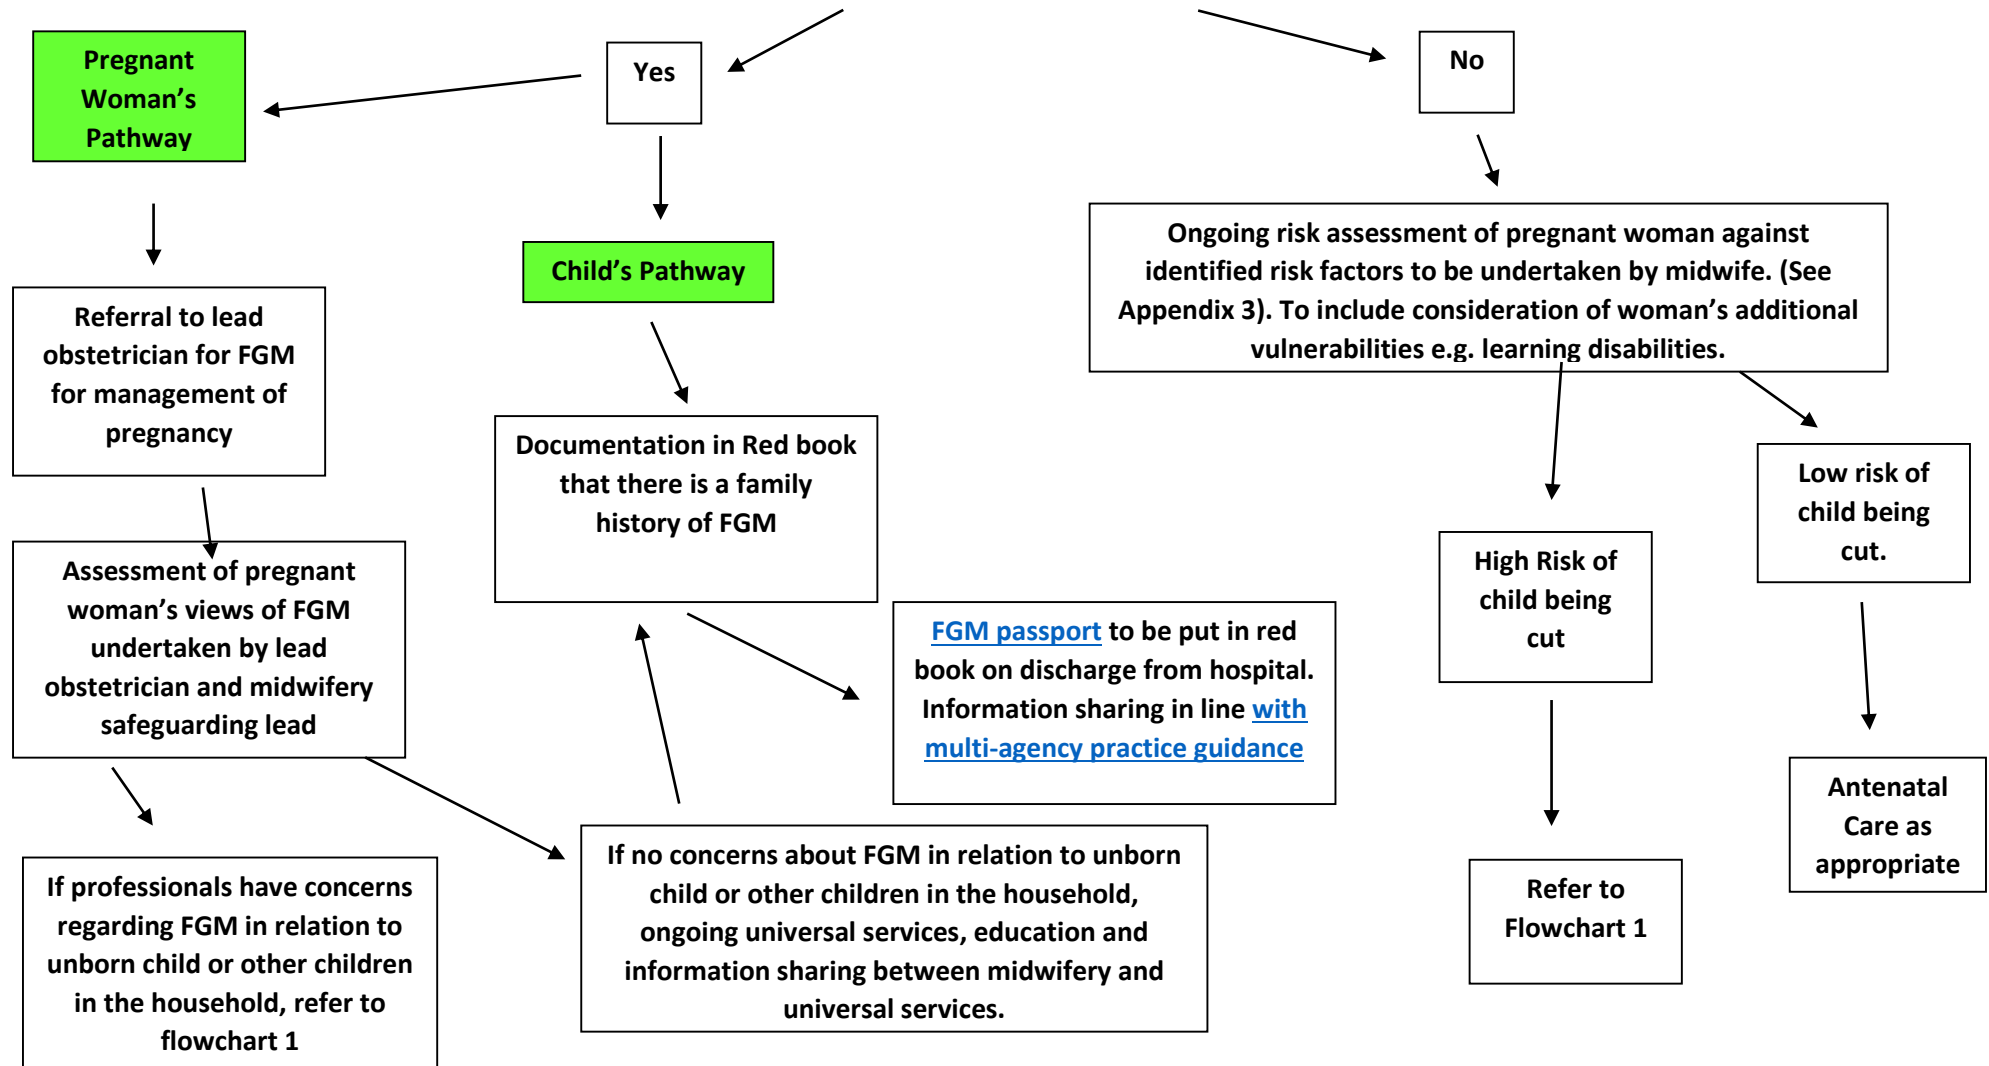 Pregnant
Woman’s
Pathway
Yes
No
Child’s Pathway
Ongoing risk assessment of pregnant woman against
identified risk factors to be undertaken by midwife. (See
Appendix 3). To include consideration of woman’s additional
vulnerabilities e.g. learning disabilities.
Referral to lead
obstetrician for FGM
for management of
pregnancy
Documentation in Red book
that there is a family
history of FGM
Low risk of
child being
cut.
High Risk of
child being
cut
Assessment of pregnant
woman’s views of FGM
undertaken by lead
obstetrician and midwifery
safeguarding lead
FGM passport to be put in red
book on discharge from hospital.
Information sharing in line with
multi-agency practice guidance
Antenatal
Care as
appropriate
If no concerns about FGM in relation to unborn
child or other children in the household,
ongoing universal services, education and
information sharing between midwifery and
universal services.
If professionals have concerns
regarding FGM in relation to
unborn child or other children
in the household, refer to
flowchart 1
Refer to
Flowchart 1